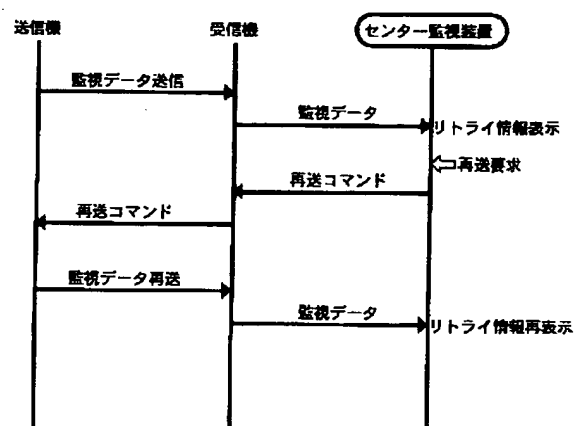 送信機
受信機
センター監視装置
監視データ送信
監視データ
リトライ情報表示
再送要求
再送コマンド
再送コマンド
監視データ再送
監視データ
リトライ情報再表示